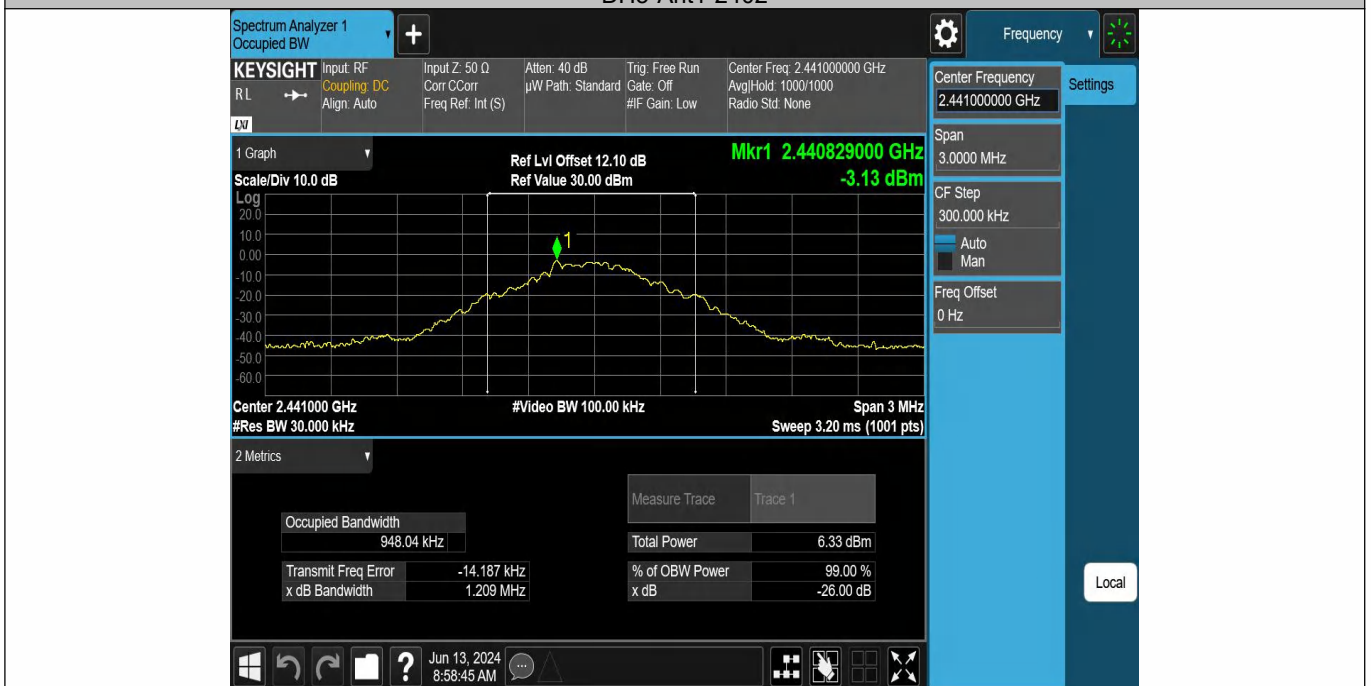 Spectrum Analyzer 1
Occupied BW
Frequency
KEYSIGHT
RL
LXI
Input: RF
Coupling: DC
Align: Auto
Input Z: 50 Ω
Corr CCorr
Freq Ref: Int (S)
Atten: 40 dB
µW Path: Standard
Trig: Free Run
Gate: Off
#IF Gain: Low
Center Freq: 2.441000000 GHz
Avg|Hold: 1000/1000
Radio Std: None
Center Frequency
2.441000000 GHz
Settings
Span
3.0000 MHz
CF Step
300.000 kHz
Auto
Man
Freq Offset
0 Hz
Local
1 Graph
Scale/Div 10.0 dB
Ref Lvl Offset 12.10 dB
Ref Value 30.00 dBm
Mkr1 2.440829000 GHz
-3.13 dBm
Log
20.0
10.0
0.00
-10.0
-20.0
-30.0
-40.0
-50.0
-60.0
1
Center 2.441000 GHz
#Video BW 100.00 kHz
Span 3 MHz
#Res BW 30.000 kHz
Sweep 3.20 ms (1001 pts)
2 Metrics
Measure Trace Trace 1
Occupied Bandwidth
948.04 kHz
Total Power 6.33 dBm
Transmit Freq Error -14.187 kHz
% of OBW Power 99.00 %
x dB Bandwidth 1.209 MHz
x dB -26.00 dB
Jun 13, 2024
8:58:45 AM